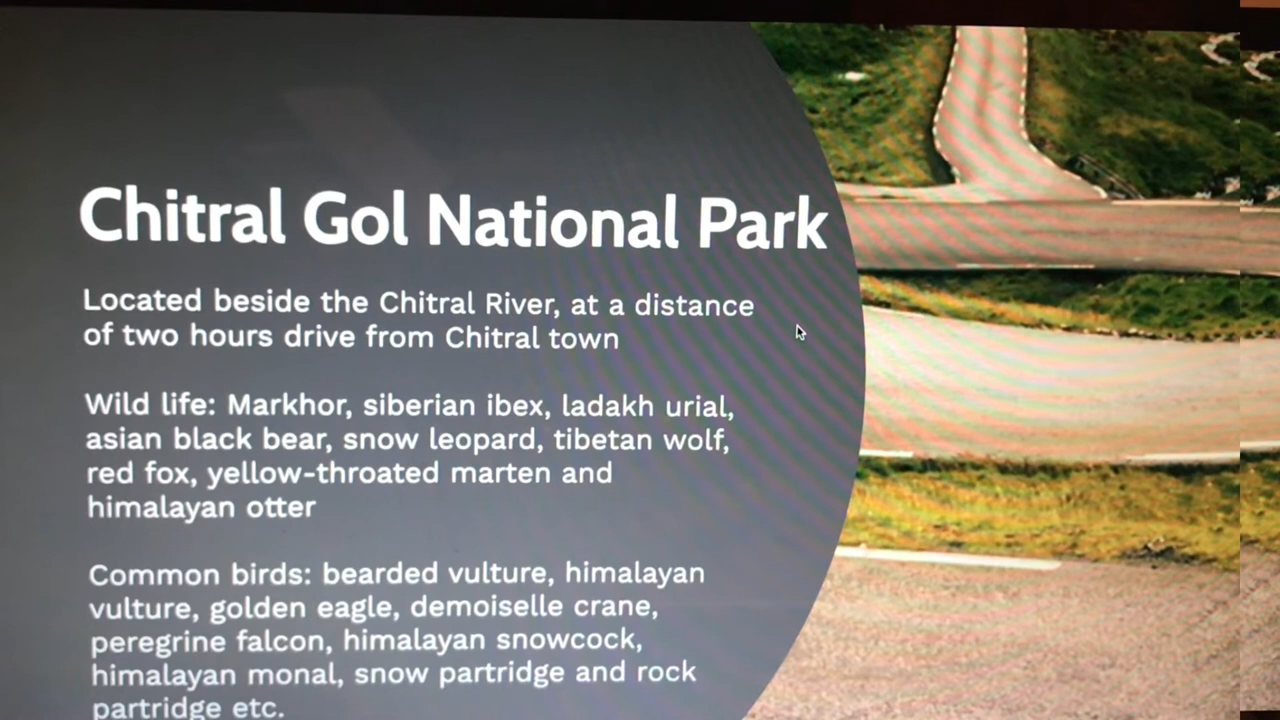 Chitral Gol National Park
Located beside the Chitral River, at a distance
of two hours drive from Chitral town
Wild life: Markhor, siberian ibex, ladakh urial,
asian black bear, snow leopard, tibetan wolf,
red fox, yellow-throated marten and
himalayan otter
Common birds: bearded vulture, himalayan
vulture, golden eagle, demoiselle crane,
peregrine falcon, himalayan snowcock,
himalayan monal, snow partridge and rock
partridge etc.